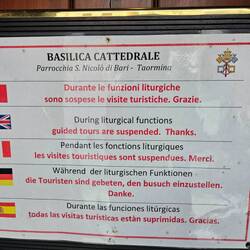 BASILICA CATTEDRALE
Parrocchia S. Nicolò di Bari - Taormina
Durante le funzioni liturgiche
sono sospese le visite turistiche. Grazie.
During liturgical functions
guided tours are suspended. Thanks.
Pendant les fonctions liturgiques
les visites touristiques sont suspendues. Merci.
Während der liturgischen Funktionen
die Touristen sind gebeten, den busuch einzustellen.
Danke.
Durante las funciones litúrgicas
todas las visitas turísticas están suprimidas. Gracias.